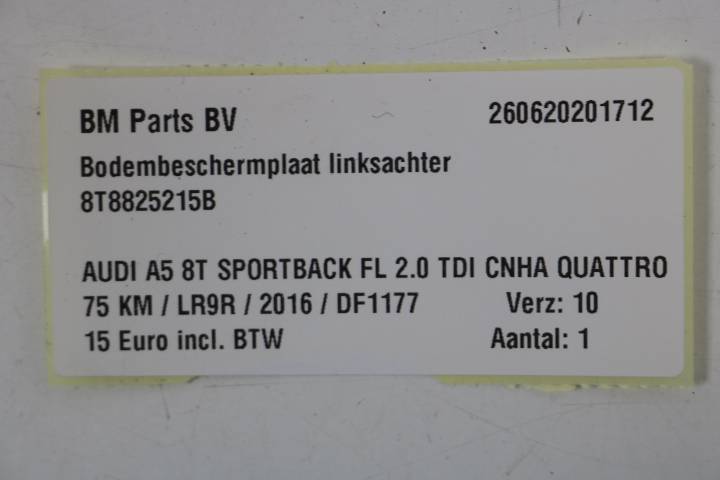 BM Parts BV 260620201712
Bodembeschermplaat linksachter
8T8825215B
AUDI A5 8T SPORTBACK FL 2.0 TDI CNHA QUATTRO
75 KM / LR9R / 2016 / DF1177 Verz: 10
15 Euro incl. BTW Aantal: 1